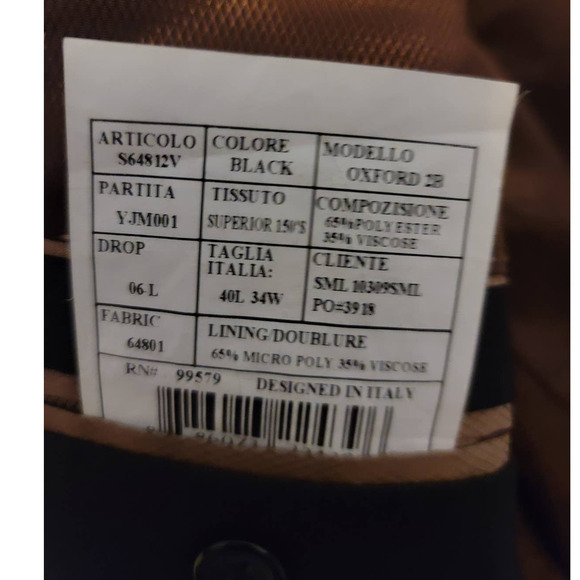 ARTICOLO
S64812V
COLORE
BLACK
MODELLO
OXFORD 2B
PARTITA
YJM001
TISSUTO
SUPERIOR 150'S
COMPOZISIONE
65%POLYESTER
35% VISCOSE
DROP
06-L
TAGLIA
ITALIA:
40L 34W
CLIENTE
SML 10309SML
PO=3918
FABRIC
64801
LINING/DOUBLURE
65% MICRO POLY 35% VISCOSE
RN# 99579 DESIGNED IN ITALY